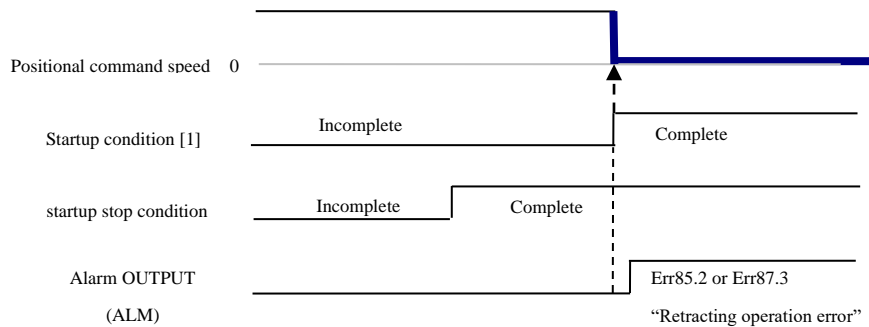 Positional command speed 0
Startup condition [1]
Incomplete
Complete
startup stop condition
Incomplete
Complete
Alarm OUTPUT
(ALM)
Err85.2 or Err87.3
“Retracting operation error”